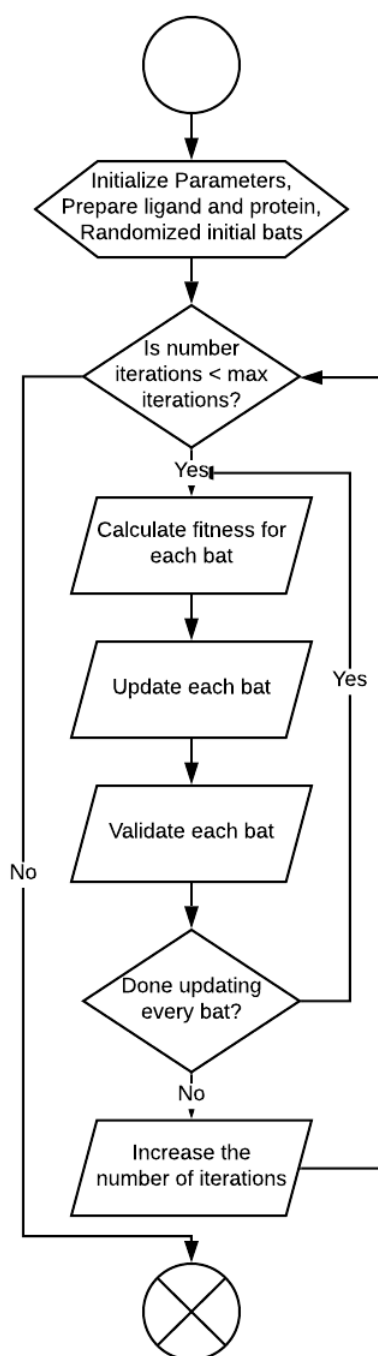 Initialize Parameters,
Prepare ligand and protein,
Randomized initial bats
Is number
iterations < max
iterations?
Yes
Calculate fitness for
each bat
Update each bat
Yes
Validate each bat
No
Done updating
every bat?
No
Increase the
number of iterations